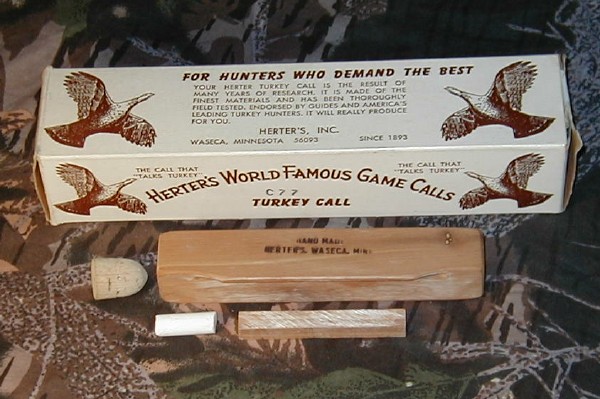 FOR HUNTERS WHO DEMAND THE BEST
YOUR HERTER TURKEY CALL IS THE RESULT OF
MANY YEARS OF RESEARCH. IT IS MADE OF THE
FINEST MATERIALS AND HAS BEEN THOROUGHLY
FIELD TESTED. ENDORSED BY GUIDES AND AMERICA'S
LEADING TURKEY HUNTERS. IT WILL REALLY PRODUCE
FOR YOU.
HERTER'S, INC.
WASECA, MINNESOTA 56093 SINCE 1893
THE CALL THAT
"TALKS TURKEY"
THE CALL THAT
"TALKS TURKEY"
HERTER'S WORLD FAMOUS GAME CALLS
C77
TURKEY CALL
HAND MADE
HERTER'S, WASECA, MINN.